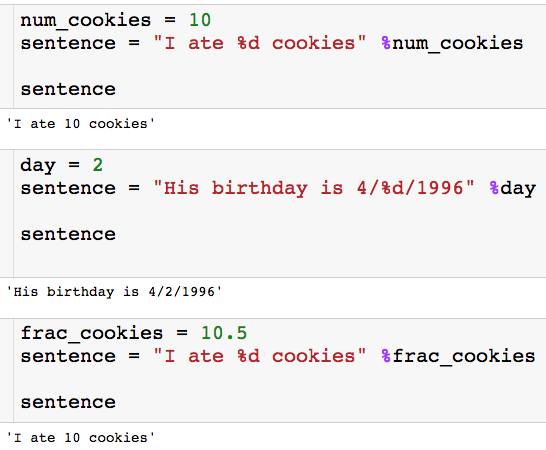 num_cookies = 10
sentence = "I ate %d cookies" %num_cookies
sentence
'I ate 10 cookies'
day = 2
sentence = "His birthday is 4/%d/1996" %day
sentence
'His birthday is 4/2/1996'
frac_cookies = 10.5
sentence = "I ate %d cookies" %frac_cookies
sentence
'I ate 10 cookies'